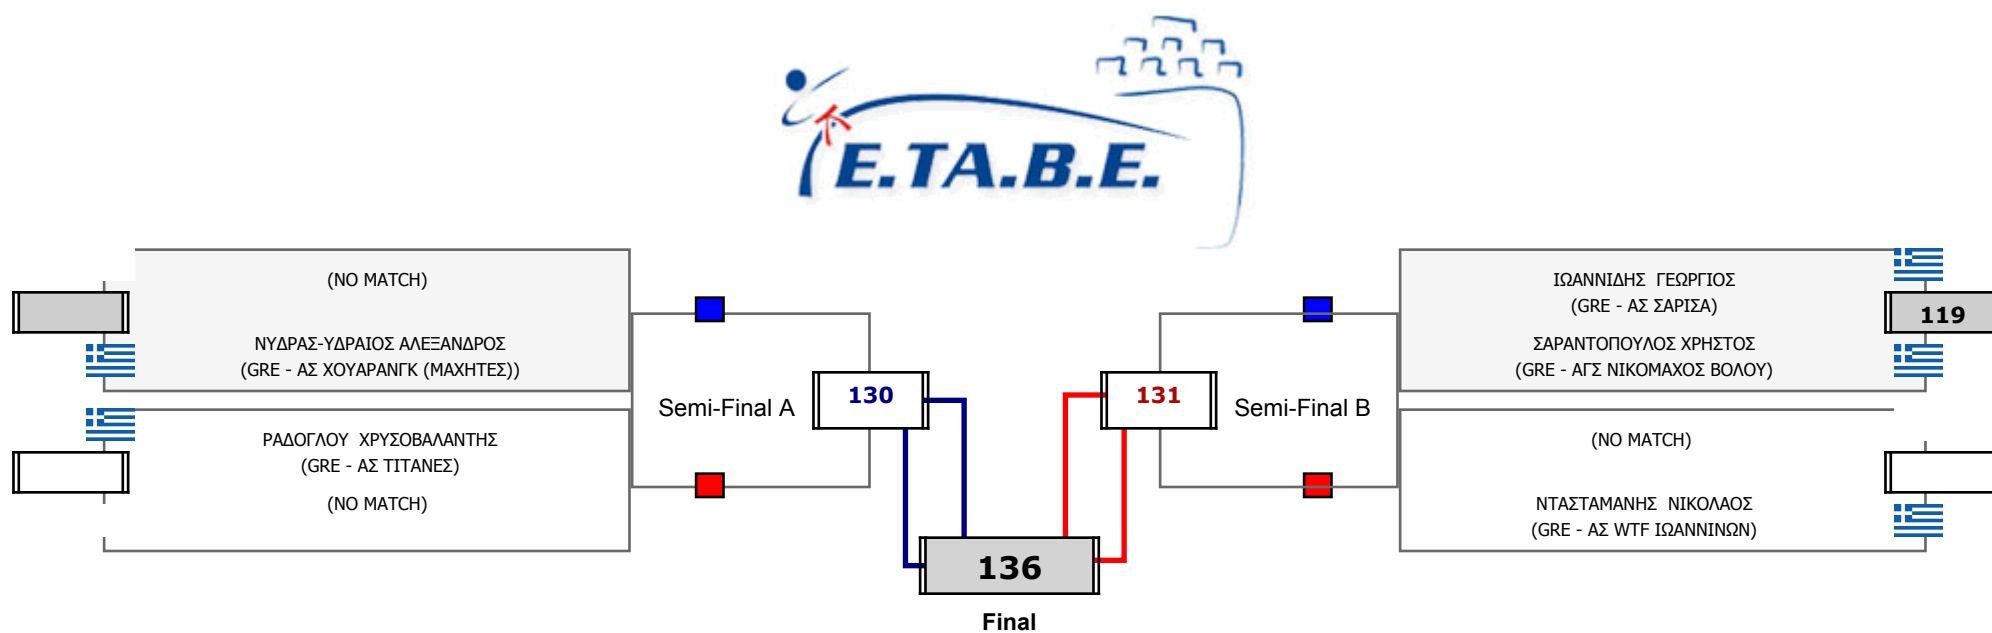 E.TA.B.E.
(NO MATCH)
ΝΥΔΡΑΣ-ΥΔΡΑΙΟΣ ΑΛΕΞΑΝΔΡΟΣ
(GRE - ΑΣ ΧΟΥΑΡΑΝΓΚ (ΜΑΧΗΤΕΣ))
ΡΑΔΟΓΛΟΥ ΧΡΥΣΟΒΑΛΑΝΤΗΣ
(GRE - ΑΣ ΤΙΤΑΝΕΣ)
(NO MATCH)
Semi-Final A
130
131
Semi-Final B
ΙΩΑΝΝΙΔΗΣ ΓΕΩΡΓΙΟΣ
(GRE - ΑΣ ΣΑΡΙΣΑ)
119
ΣΑΡΑΝΤΟΠΟΥΛΟΣ ΧΡΗΣΤΟΣ
(GRE - ΑΓΣ ΝΙΚΟΜΑΧΟΣ ΒΟΛΟΥ)
(NO MATCH)
ΝΤΑΣΤΑΜΑΝΗΣ ΝΙΚΟΛΑΟΣ
(GRE - ΑΣ WTF ΙΩΑΝΝΙΝΩΝ)
136
Final